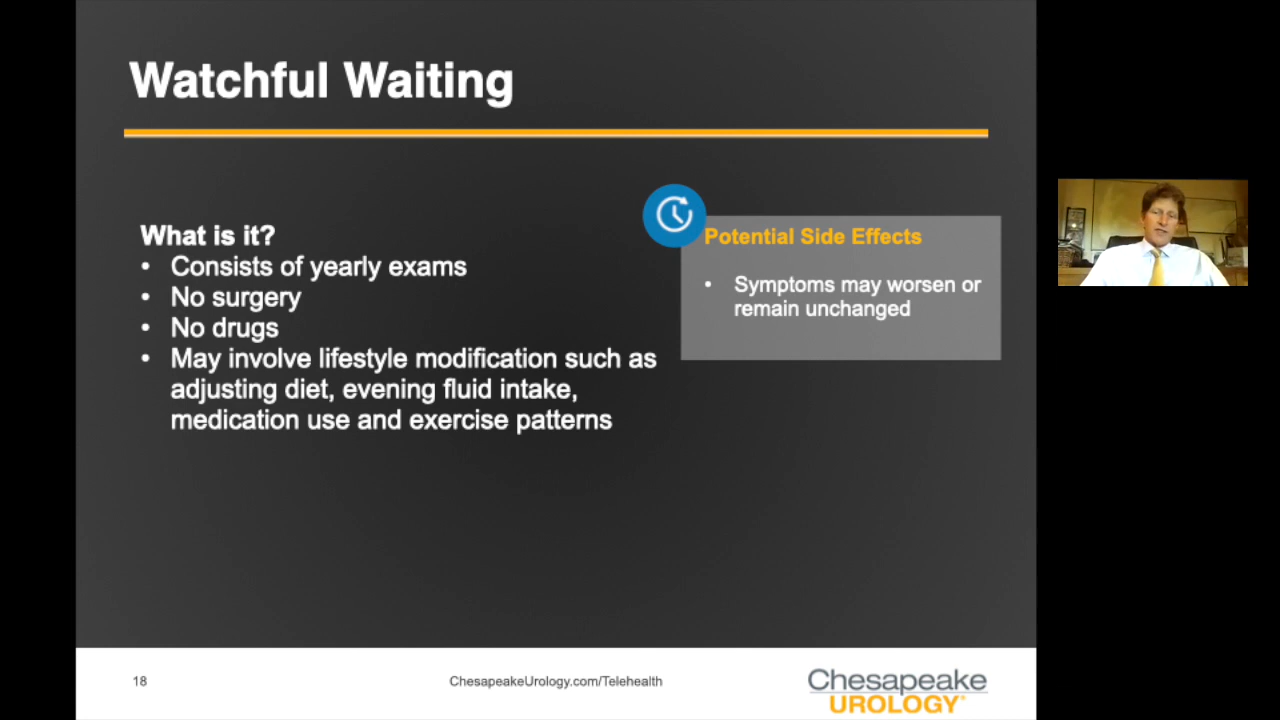 Watchful Waiting
What is it?
• Consists of yearly exams
• No surgery
• No drugs
• May involve lifestyle modification such as
adjusting diet, evening fluid intake,
medication use and exercise patterns
Potential Side Effects
• Symptoms may worsen or
remain unchanged
18
ChesapeakeUrology.com/Telehealth
Chesapeake
UROLOGY®